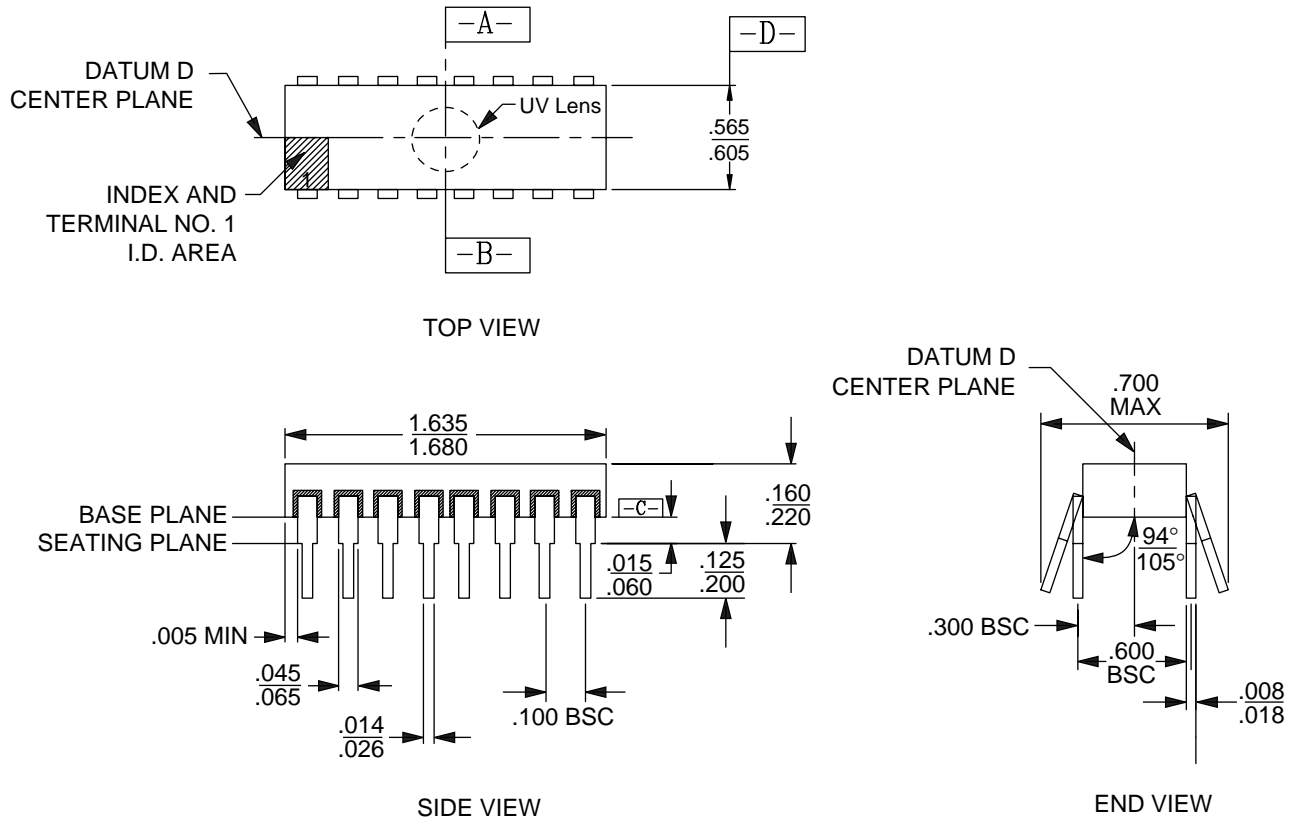 -A-
-D-
DATUM D
CENTER PLANE
UV Lens
.565
.605
1
INDEX AND
TERMINAL NO. 1
I.D. AREA
-B-
TOP VIEW
DATUM D
CENTER PLANE
.700
MAX
1.635
1.680
.160
.220
BASE PLANE
SEATING PLANE
-C-
.015
.060
.125
.200
94°
105°
.005 MIN
.300 BSC
.600
BSC
.045
.065
.100 BSC
.014
.026
.008
.018
SIDE VIEW
END VIEW